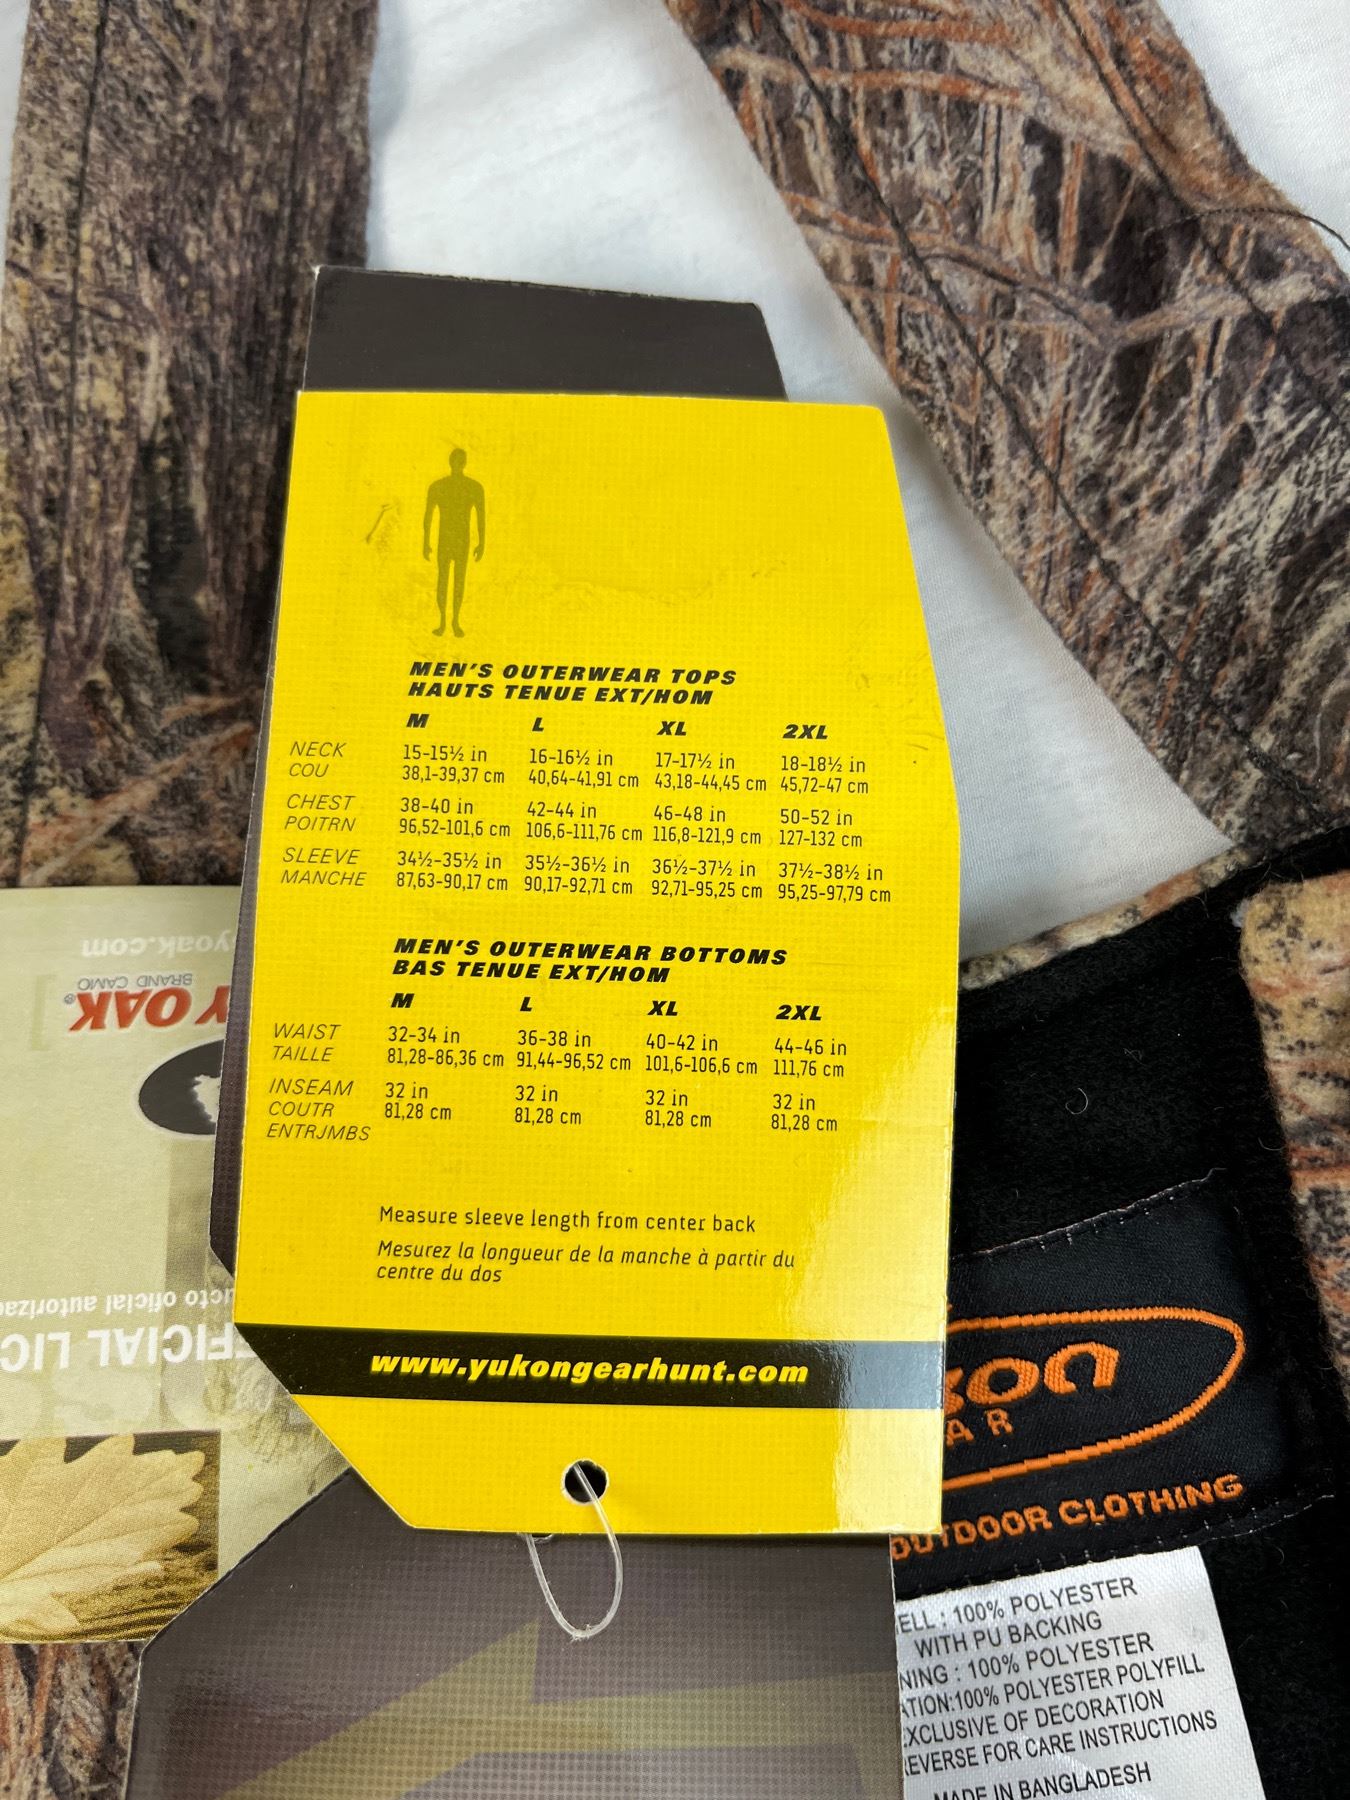 MEN'S OUTERWEAR TOPS
HAUTS TENUE EXT/HOM
M L XL 2XL
NECK 15-15½ in 16-16½ in 17-17½ in 18-18½ in
COU 38,1-39,37 cm 40,64-41,91 cm 43,18-44,45 cm 45,72-47 cm
CHEST 38-40 in 42-44 in 46-48 in 50-52 in
POITRN 96,52-101,6 cm 106,6-111,76 cm 116,8-121,9 cm 127-132 cm
SLEEVE 34½-35½ in 35½-36½ in 36½-37½ in 37½-38½ in
MANCHE 87,63-90,17 cm 90,17-92,71 cm 92,71-95,25 cm 95,25-97,79 cm
MEN'S OUTERWEAR BOTTOMS
BAS TENUE EXT/HOM
M L XL 2XL
WAIST 32-34 in 36-38 in 40-42 in 44-46 in
TAILLE 81,28-86,36 cm 91,44-96,52 cm 101,6-106,6 cm 111,76 cm
INSEAM 32 in 32 in 32 in 32 in
COUTR 81,28 cm 81,28 cm 81,28 cm 81,28 cm
ENTRJMBS
Measure sleeve length from center back
Mesurez la longueur de la manche à partir du
centre du dos
www.yukongearhunt.com
yoak.com
BRAND CAMO
Y OAK®
oficial
FICIAL LIC
OUTDOOR CLOTHING
ELL : 100% POLYESTER
WITH PU BACKING
NING : 100% POLYESTER
ATION:100% POLYESTER POLYFILL
EXCLUSIVE OF DECORATION
REVERSE FOR CARE INSTRUCTIONS
MADE IN BANGLADESH